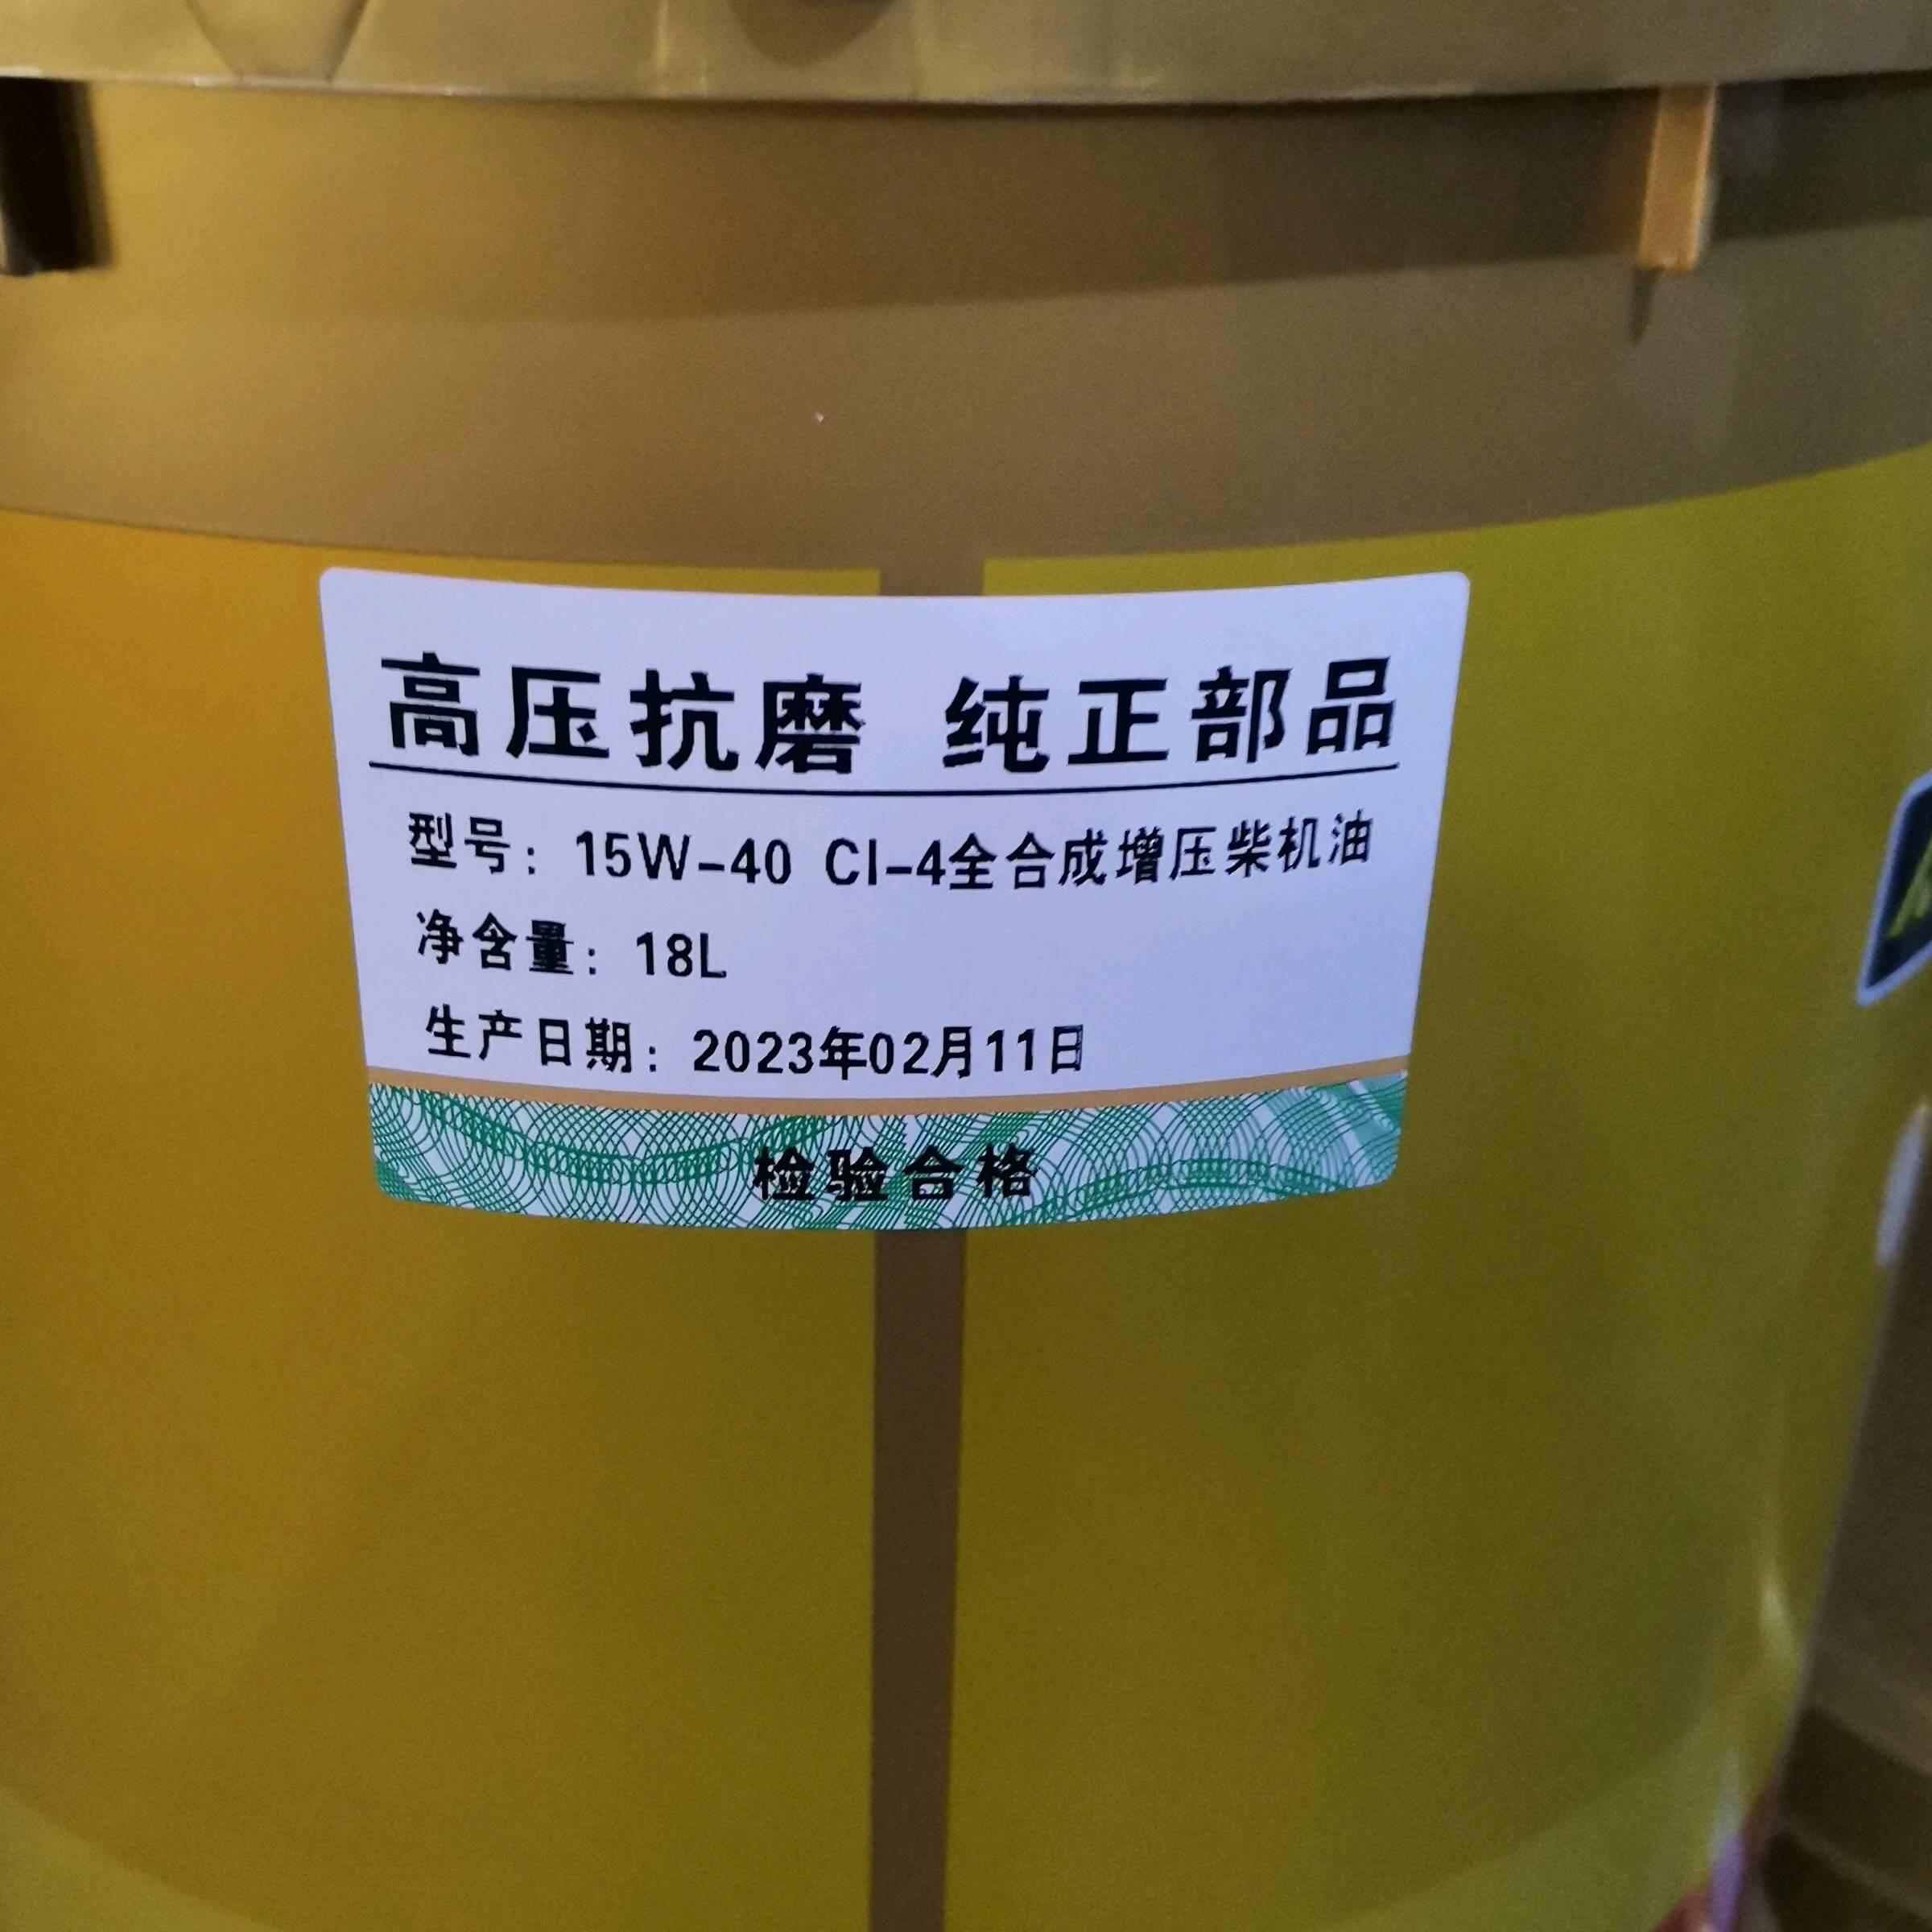 高压抗磨 纯正部品
型号：15W-40 CI-4全合成增压柴机油
净含量：18L
生产日期：2023年02月11日
检验合格